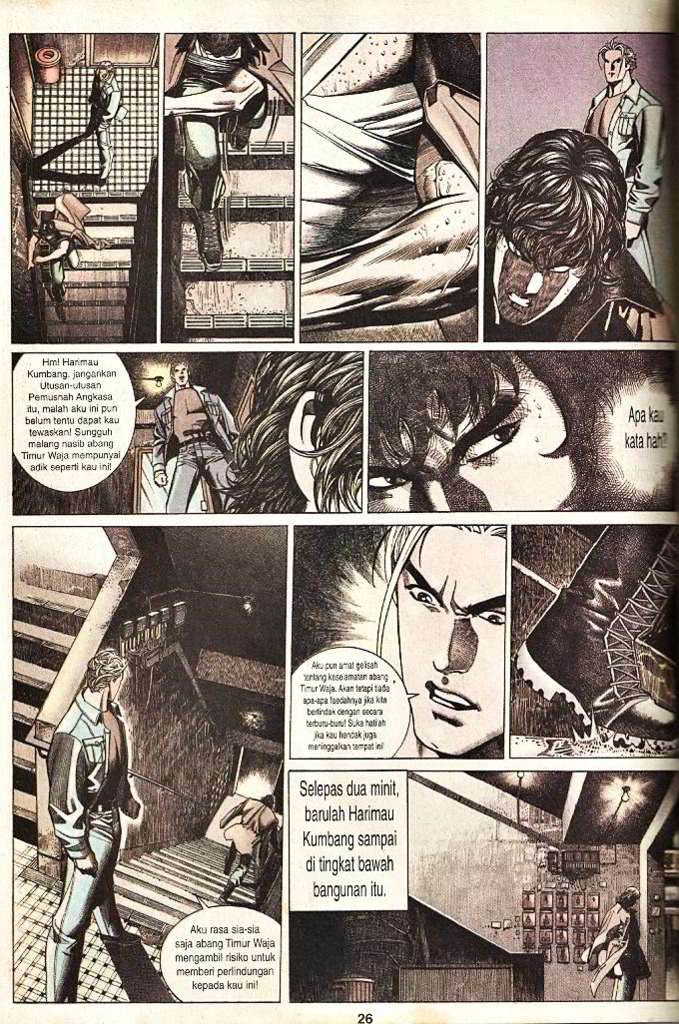 Hm! Harimau
Kumbang, jangankan
Utusan-utusan
Pemusnah Angkasa
itu, malah aku ini pun
belum tentu dapat kau
tewaskan! Sungguh
malang nasib abang
Timur Waja mempunyai
adik seperti kau ini!
Apa kau
kata hah?!
Aku pun amat gelisah
tentang keselamatan abang
Timur Waja. Akan tetapi tiada
apa-apa faedahnya jika kita
bertindak dengan secara
terburu-buru! Suka hatilah
jika kau hendak juga
meninggalkan tempat ini!
Aku rasa sia-sia
saja abang Timur Waja
mengambil risiko untuk
memberi perlindungan
kepada kau ini!
Selepas dua minit,
barulah Harimau
Kumbang sampai
di tingkat bawah
bangunan itu.
26